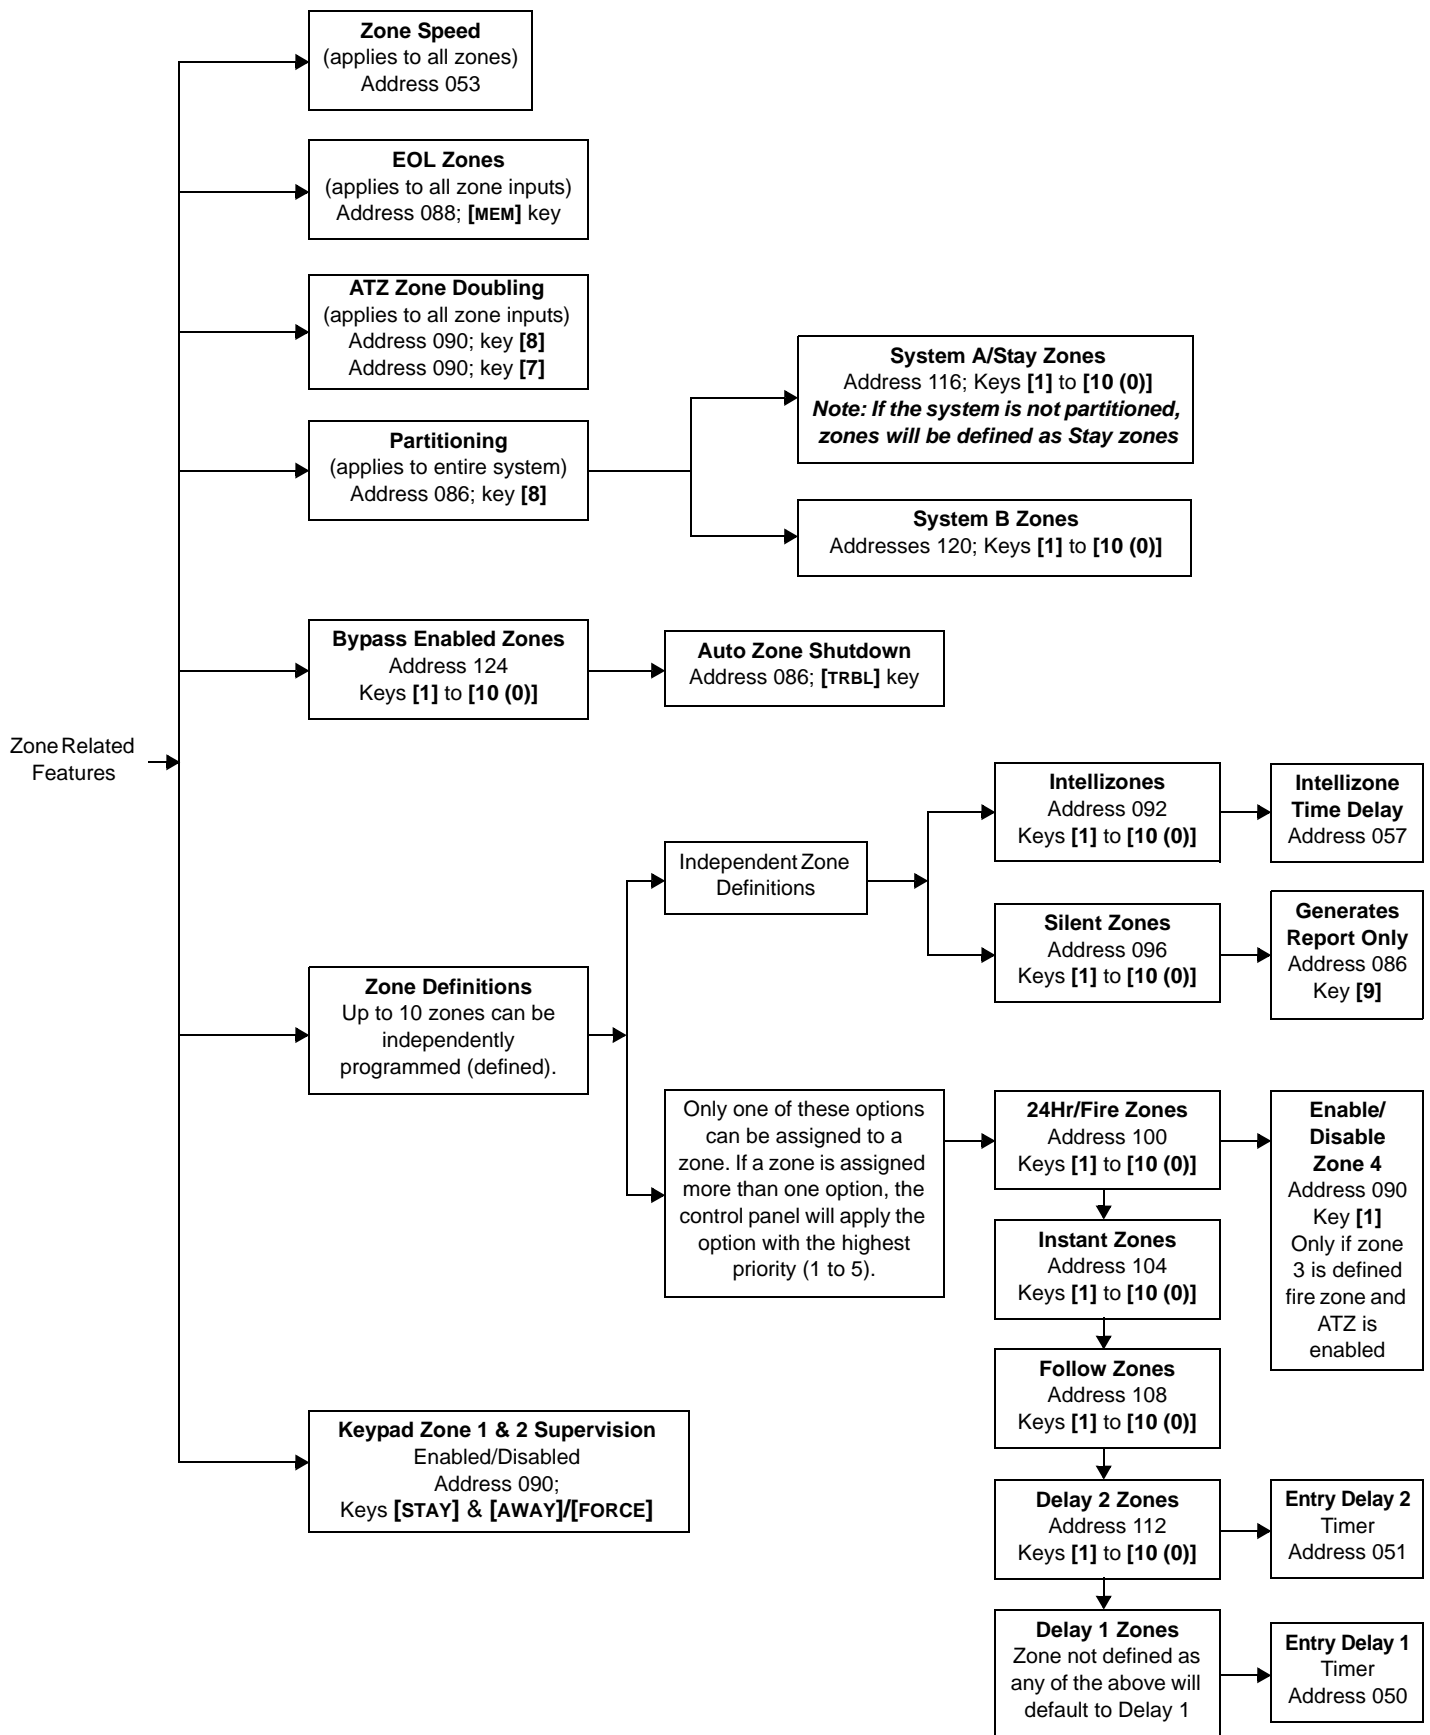 Zone Speed
(applies to all zones)
Address 053
EOL Zones
(applies to all zone inputs)
Address 088; [MEM] key
ATZ Zone Doubling
(applies to all zone inputs)
Address 090; key [8]
Address 090; key [7]
System A/Stay Zones
Address 116; Keys [1] to [10 (0)]
Note: If the system is not partitioned,
zones will be defined as Stay zones
Partitioning
(applies to entire system)
Address 086; key [8]
System B Zones
Addresses 120; Keys [1] to [10 (0)]
Bypass Enabled Zones
Address 124
Keys [1] to [10 (0)]
Auto Zone Shutdown
Address 086; [TRBL] key
Zone Related
Features
Intellizones
Address 092
Keys [1] to [10 (0)]
Intellizone
Time Delay
Address 057
Independent Zone
Definitions
Silent Zones
Address 096
Keys [1] to [10 (0)]
Generates
Report Only
Address 086
Key [9]
Zone Definitions
Up to 10 zones can be
independently
programmed (defined).
Only one of these options
can be assigned to a
zone. If a zone is assigned
more than one option, the
control panel will apply the
option with the highest
priority (1 to 5).
24Hr/Fire Zones
Address 100
Keys [1] to [10 (0)]
Enable/
Disable
Zone 4
Address 090
Key [1]
Only if zone
3 is defined
fire zone and
ATZ is
enabled
Instant Zones
Address 104
Keys [1] to [10 (0)]
Follow Zones
Address 108
Keys [1] to [10 (0)]
Keypad Zone 1 & 2 Supervision
Enabled/Disabled
Address 090;
Keys [STAY] & [AWAY]/[FORCE]
Delay 2 Zones
Address 112
Keys [1] to [10 (0)]
Entry Delay 2
Timer
Address 051
Delay 1 Zones
Zone not defined as
any of the above will
default to Delay 1
Entry Delay 1
Timer
Address 050